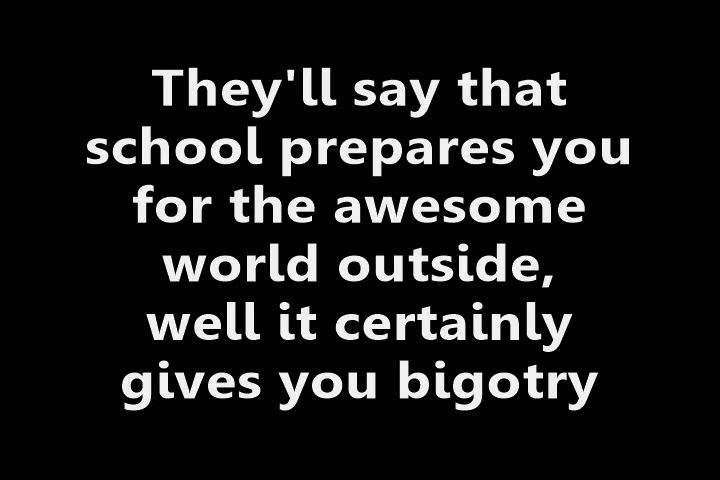 They'll say that
school prepares you
for the awesome
world outside,
well it certainly
gives you bigotry